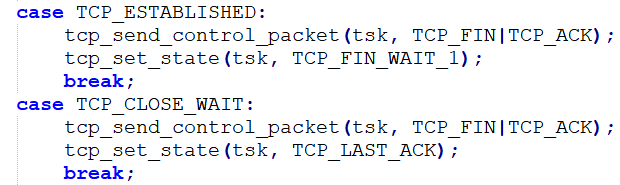 case TCP_ESTABLISHED:
    tcp_send_control_packet(tsk, TCP_FIN|TCP_ACK);
    tcp_set_state(tsk, TCP_FIN_WAIT_1);
    break;
case TCP_CLOSE_WAIT:
    tcp_send_control_packet(tsk, TCP_FIN|TCP_ACK);
    tcp_set_state(tsk, TCP_LAST_ACK);
    break;